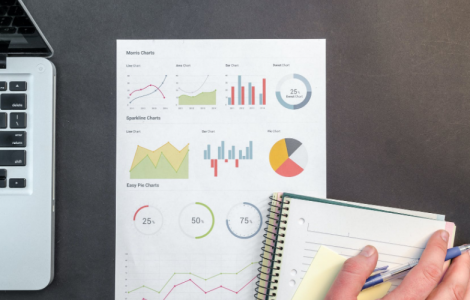 Morris Charts
Line Chart Area Chart Bar Chart Donut Chart
25%
Sparkline Charts
Line Chart Bar Chart Pie Chart
Easy Pie Charts
25% 50% 75%